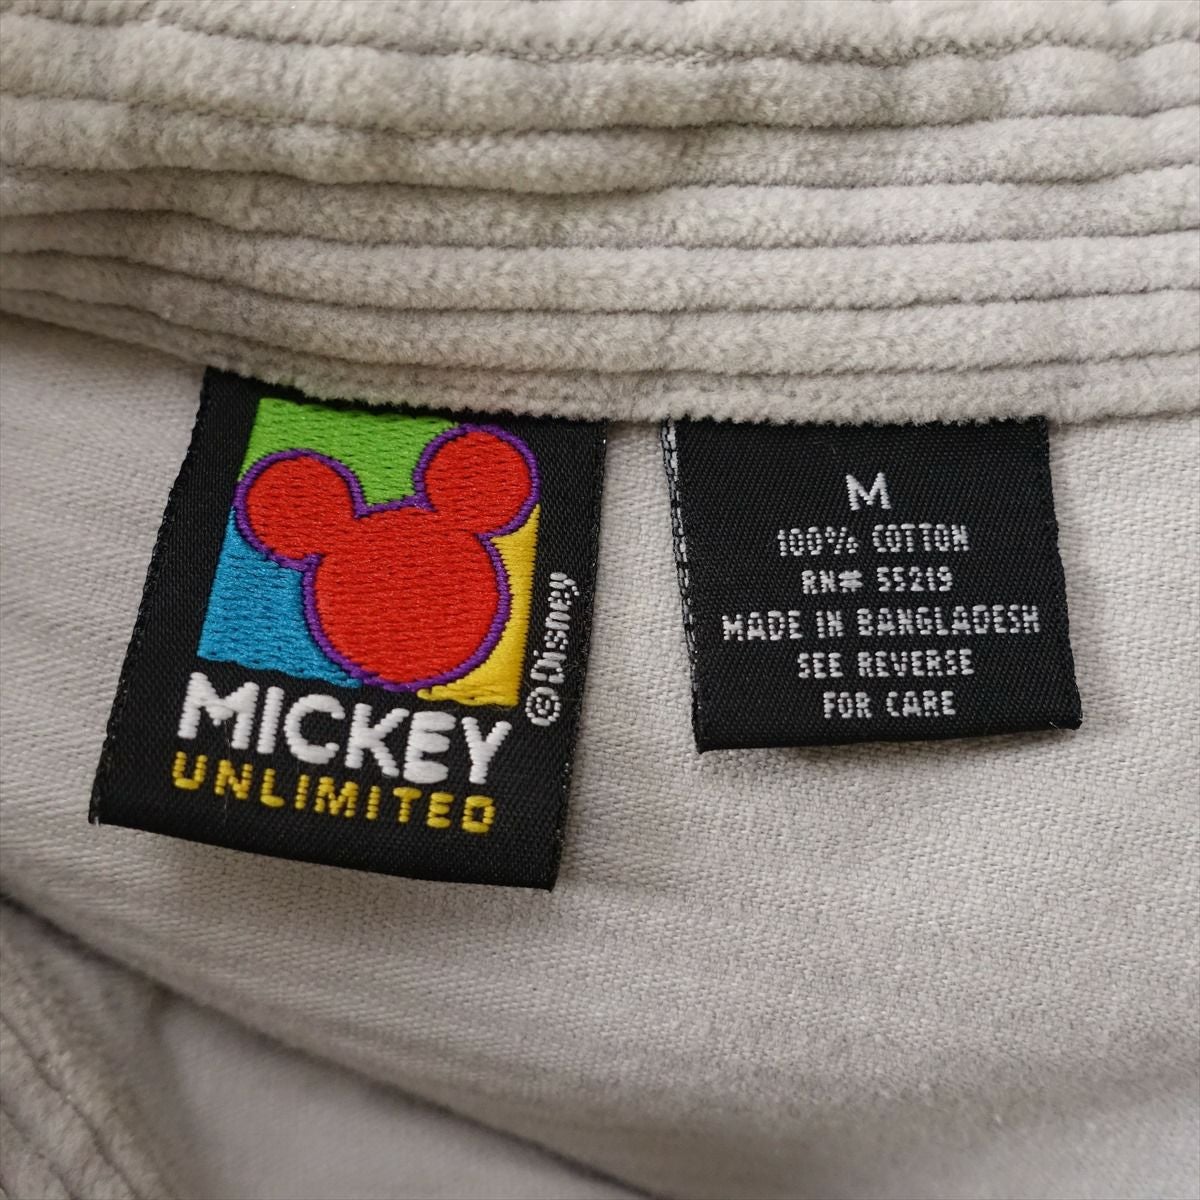 © Disney
MICKEY
UNLIMITED
M
100% COTTON
RN# 55219
MADE IN BANGLADESH
SEE REVERSE
FOR CARE